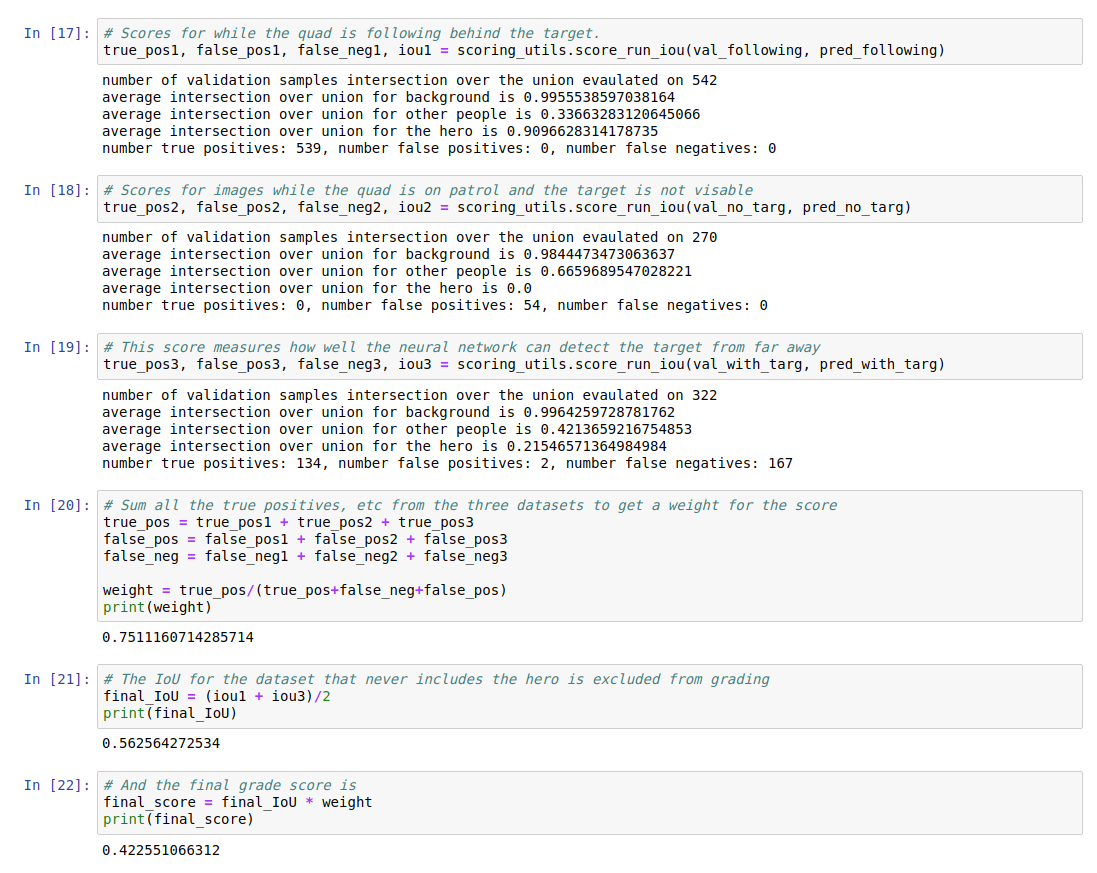 In [17]: # Scores for while the quad is following behind the target.
true_pos1, false_pos1, false_neg1, iou1 = scoring_utils.score_run_iou(val_following, pred_following)
number of validation samples intersection over the union evaulated on 542
average intersection over union for background is 0.9955538597038164
average intersection over union for other people is 0.33663283120645066
average intersection over union for the hero is 0.9096628314178735
number true positives: 539, number false positives: 0, number false negatives: 0
In [18]: # Scores for images while the quad is on patrol and the target is not visable
true_pos2, false_pos2, false_neg2, iou2 = scoring_utils.score_run_iou(val_no_targ, pred_no_targ)
number of validation samples intersection over the union evaulated on 270
average intersection over union for background is 0.9844473473063637
average intersection over union for other people is 0.6659689547028221
average intersection over union for the hero is 0.0
number true positives: 0, number false positives: 54, number false negatives: 0
In [19]: # This score measures how well the neural network can detect the target from far away
true_pos3, false_pos3, false_neg3, iou3 = scoring_utils.score_run_iou(val_with_targ, pred_with_targ)
number of validation samples intersection over the union evaulated on 322
average intersection over union for background is 0.9964259728781762
average intersection over union for other people is 0.4213659216754853
average intersection over union for the hero is 0.21546571364984984
number true positives: 134, number false positives: 2, number false negatives: 167
In [20]: # Sum all the true positives, etc from the three datasets to get a weight for the score
true_pos = true_pos1 + true_pos2 + true_pos3
false_pos = false_pos1 + false_pos2 + false_pos3
false_neg = false_neg1 + false_neg2 + false_neg3
weight = true_pos/(true_pos+false_neg+false_pos)
print(weight)
0.7511160714285714
In [21]: # The IoU for the dataset that never includes the hero is excluded from grading
final_IoU = (iou1 + iou3)/2
print(final_IoU)
0.562564272534
In [22]: # And the final grade score is
final_score = final_IoU * weight
print(final_score)
0.422551066312